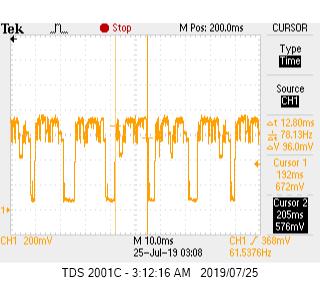 Tek Stop M Pos: 200.0ms CURSOR
Type
Time
Source
CH1
Δt 12.80ms
1/Δt 78.13Hz
ΔV 96.0mV
Cursor 1
192ms
672mV
Cursor 2
205ms
576mV
1
CH1 200mV M 10.0ms CH1 / 368mV
25-Jul-19 03:08 61.5376Hz
TDS 2001C - 3:12:16 AM 2019/07/25